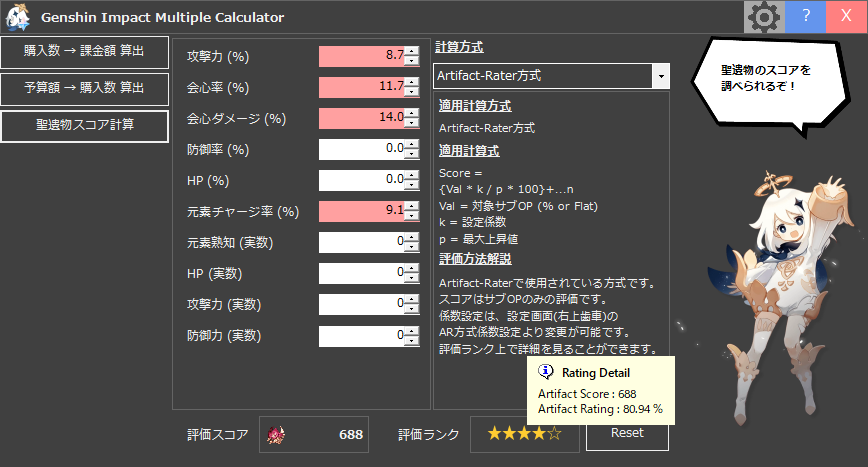 Genshin Impact Multiple Calculator
? X
購入数 → 課金額 算出
予算額 → 購入数 算出
聖遺物スコア計算
攻撃力 (%) 8.7
会心率 (%) 11.7
会心ダメージ (%) 14.0
防御率 (%) 0.0
HP (%) 0.0
元素チャージ率 (%) 9.1
元素熟知 (実数) 0
HP (実数) 0
攻撃力 (実数) 0
防御力 (実数) 0
計算方式
Artifact-Rater方式
適用計算方式
Artifact-Rater方式
適用計算式
Score =
{Val * k / p * 100}+...n
Val = 対象サブOP (% or Flat)
k = 設定係数
p = 最大上昇値
評価方法解説
Artifact-Raterで使用されている方式です。
スコアはサブOPのみの評価です。
係数設定は、設定画面(右上歯車)の
AR方式係数設定より変更が可能です。
評価ランク上で詳細を見ることができます。
聖遺物のスコアを
調べられるぞ！
Rating Detail
Artifact Score : 688
Artifact Rating : 80.94 %
評価スコア 688 評価ランク ★★★★☆ Reset